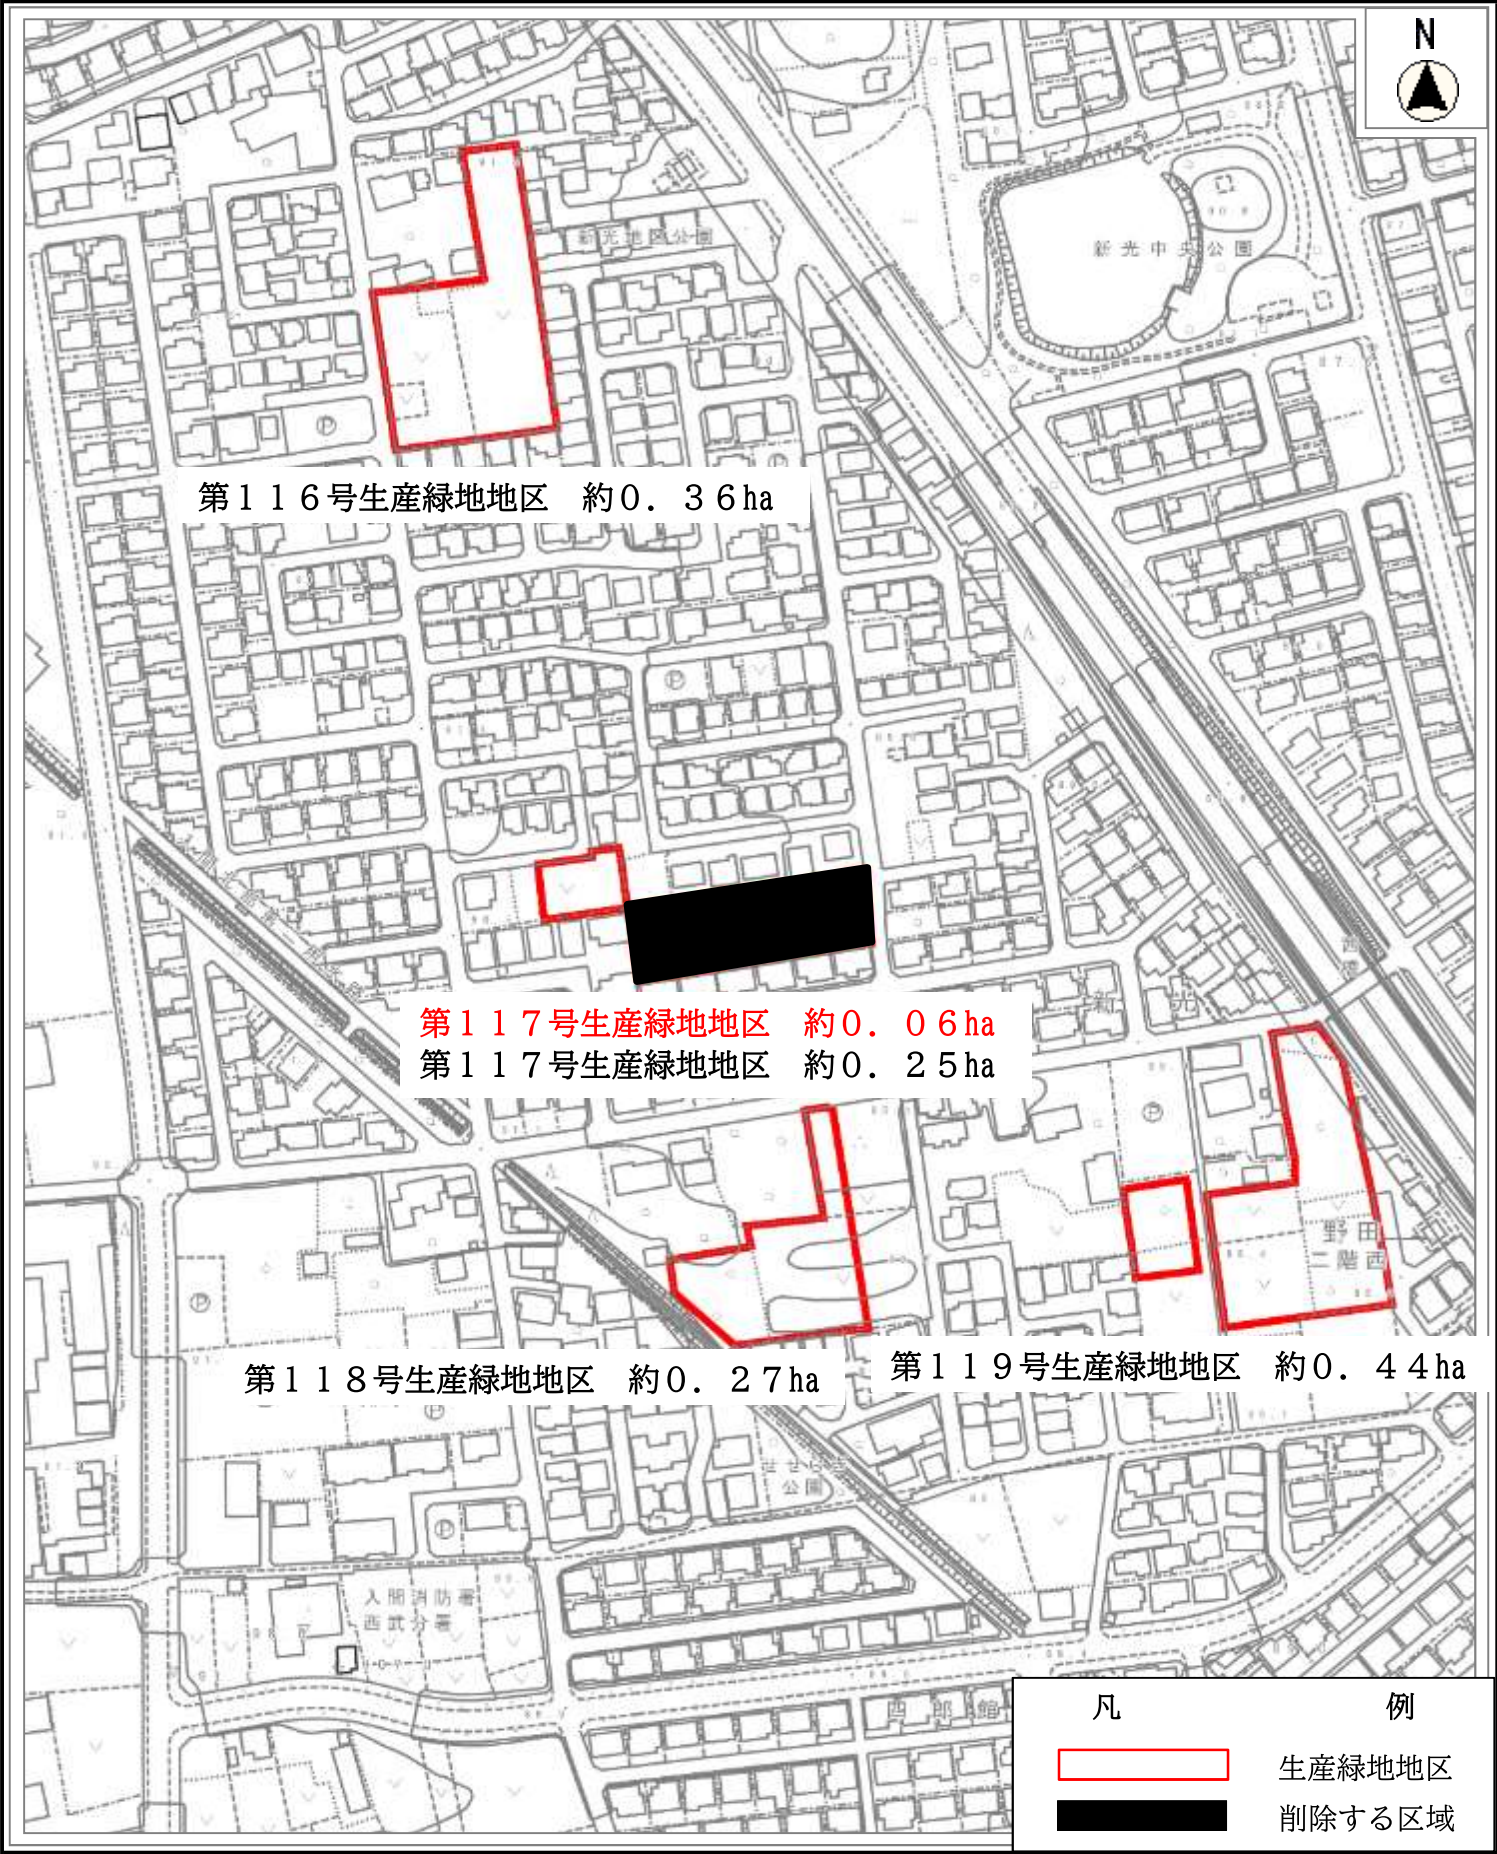 N
新光地区公園
新光中央公園
第１１６号生産緑地地区　約０．３６ha
第１１７号生産緑地地区　約０．０６ha
第１１７号生産緑地地区　約０．２５ha
新光
野田
二階西
第１１８号生産緑地地区　約０．２７ha
第１１９号生産緑地地区　約０．４４ha
公園
入間消防署
西武分署
凡例
生産緑地地区
削除する区域